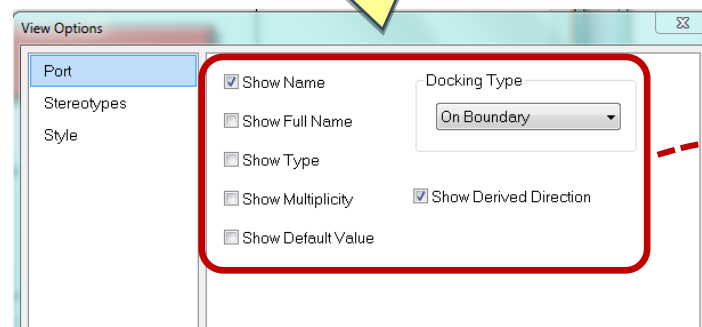 View Options
Port
Stereotypes
Style
Show Name
Show Full Name
Show Type
Show Multiplicity
Show Default Value
Docking Type
On Boundary
Show Derived Direction